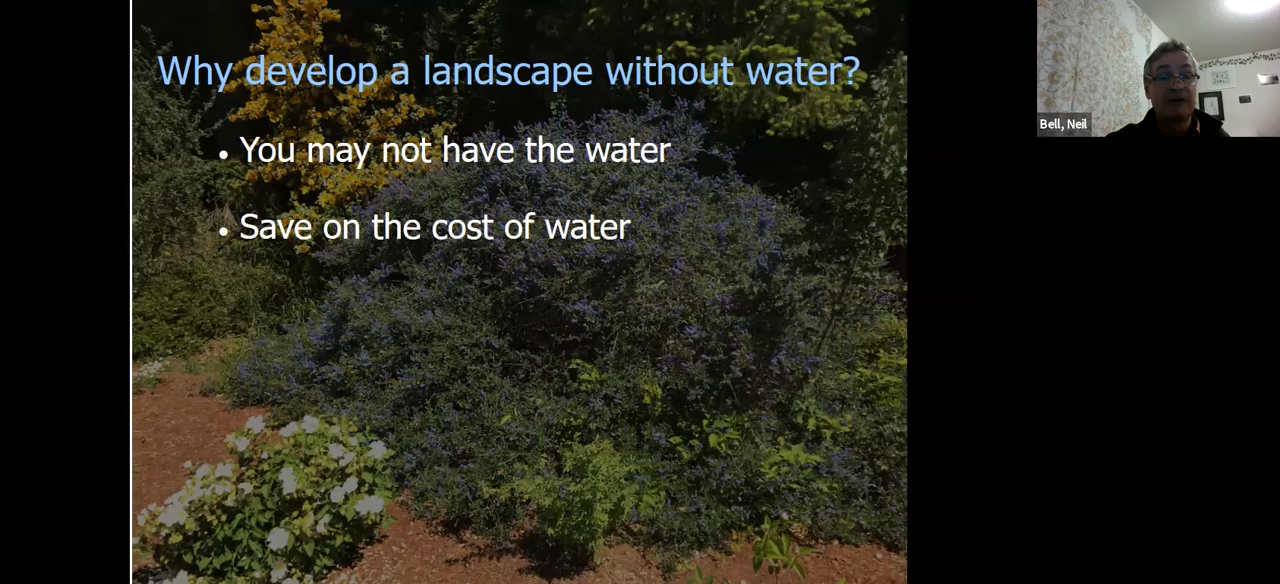 Why develop a landscape without water?
• You may not have the water
• Save on the cost of water
Bell, Neil